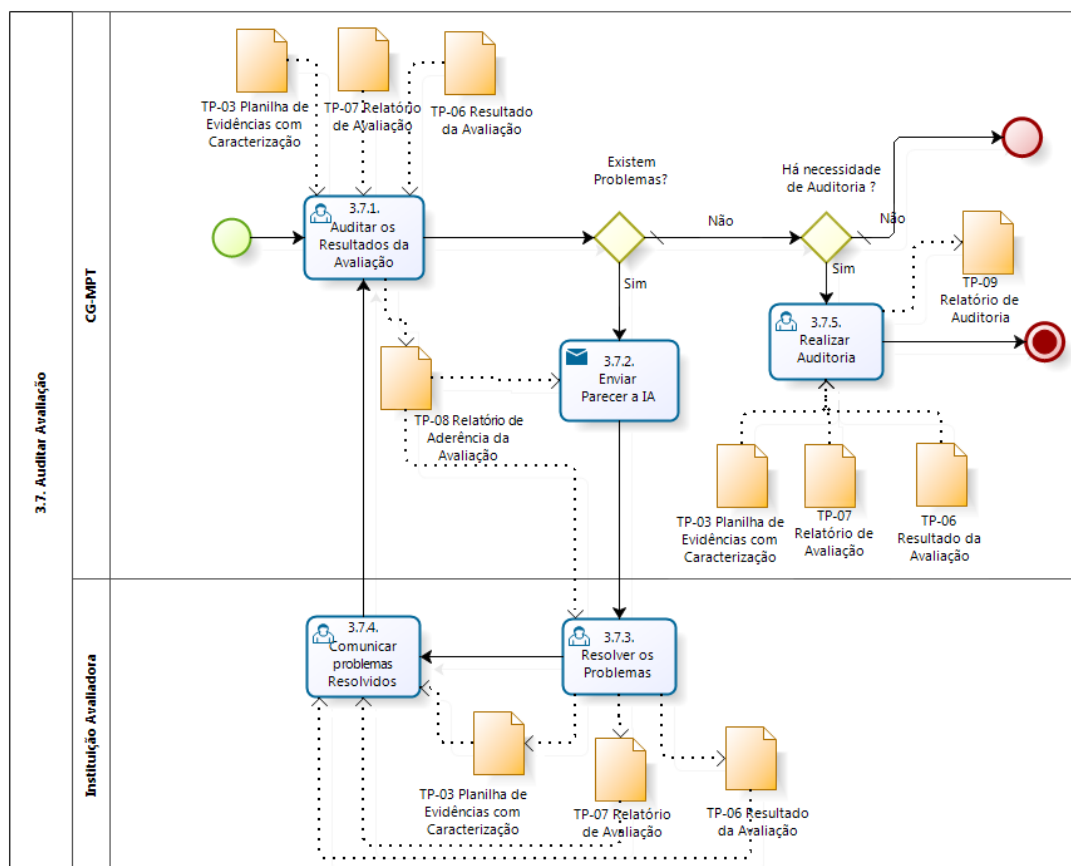 3.7. Auditar Avaliação
CG-MPT
TP-03 Planilha de
Evidências com
Caracterização
TP-07 Relatório
de Avaliação
TP-06 Resultado
da Avaliação
3.7.1.
Auditar os
Resultados da
Avaliação
Existem
Problemas?
Não
Sim
Há necessidade
de Auditoria ?
Não
Sim
TP-09
Relatório de
Auditoria
3.7.5.
Realizar
Auditoria
3.7.2.
Enviar
Parecer a IA
TP-08 Relatório de
Aderência da
Avaliação
TP-03 Planilha de
Evidências com
Caracterização
TP-07
Relatório de
Avaliação
TP-06
Resultado da
Avaliação
Instituição Avaliadora
3.7.4.
Comunicar
problemas
Resolvidos
3.7.3.
Resolver os
Problemas
TP-03 Planilha de
Evidências com
Caracterização
TP-07 Relatório
de Avaliação
TP-06 Resultado
da Avaliação